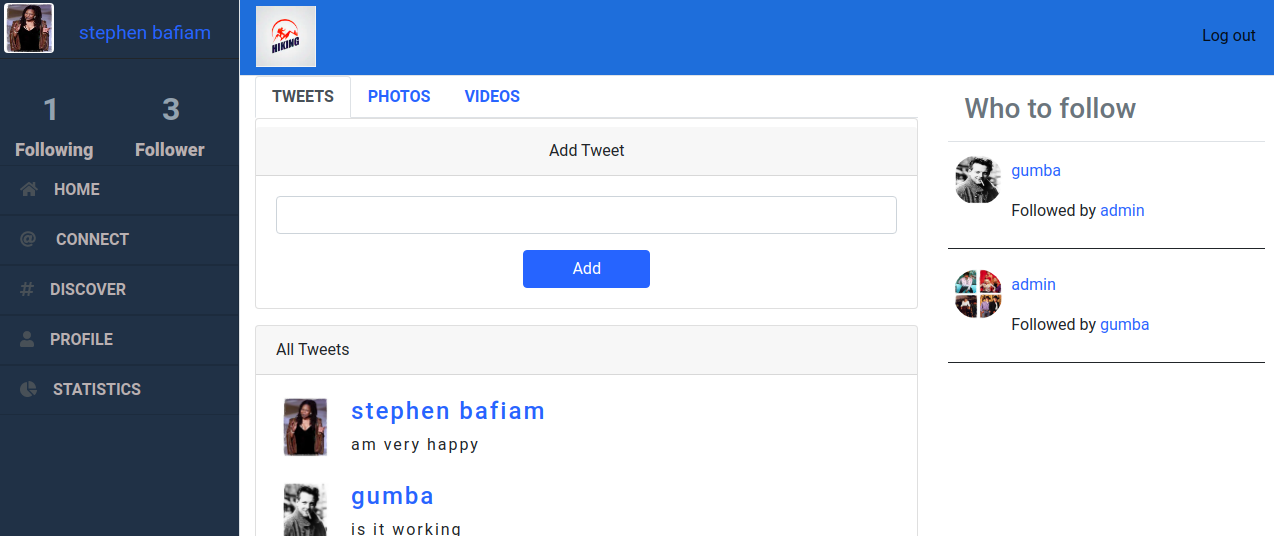 stephen bafiam
1
3
Following
Follower
HOME
@ CONNECT
# DISCOVER
PROFILE
STATISTICS
HIKING
Log out
TWEETS
PHOTOS
VIDEOS
Add Tweet
Add
All Tweets
stephen bafiam
am very happy
gumba
is it working
Who to follow
gumba
Followed by admin
admin
Followed by gumba